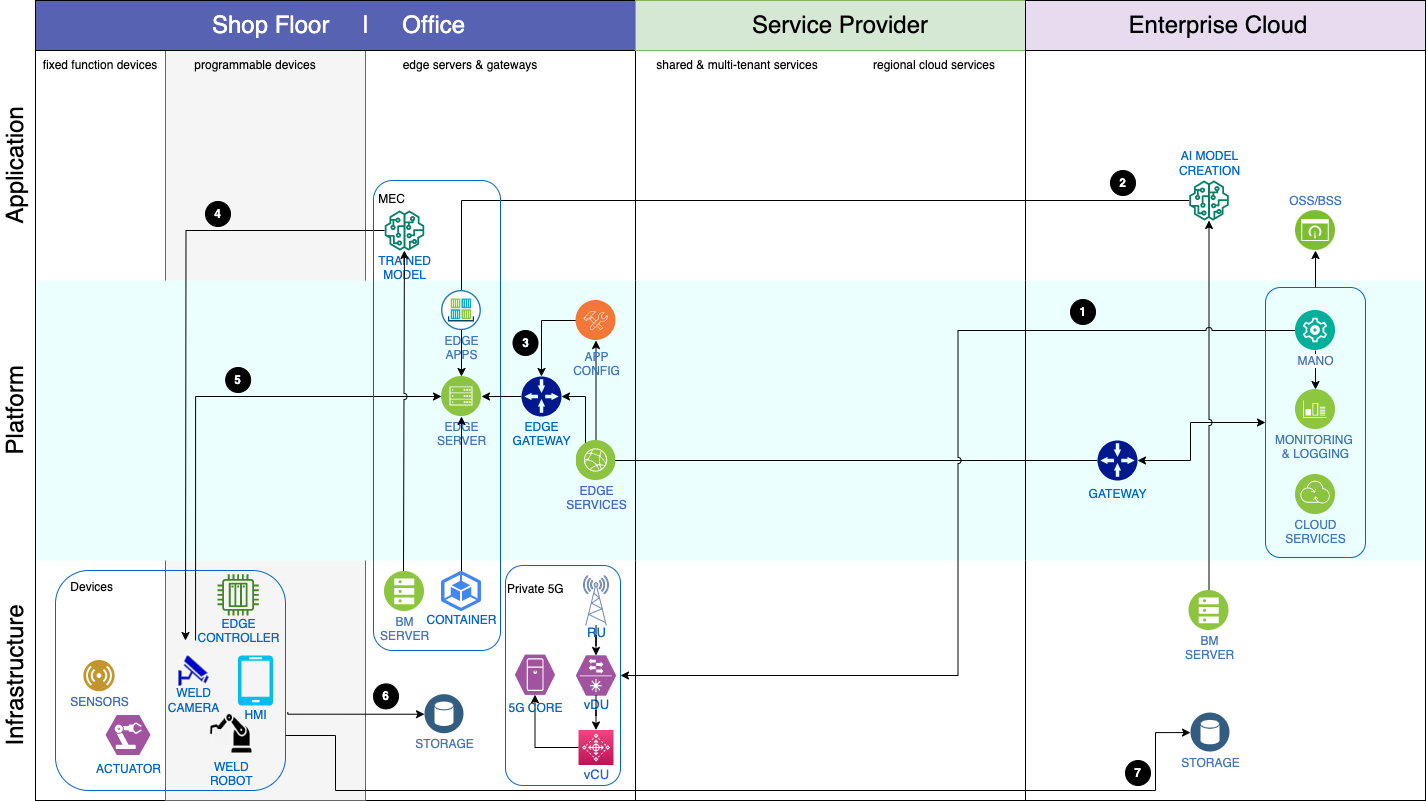 Shop Floor | Office
Service Provider
Enterprise Cloud
fixed function devices
programmable devices
edge servers & gateways
shared & multi-tenant services
regional cloud services
Application
AI MODEL
CREATION
2
OSS/BSS
4
MEC
TRAINED
MODEL
Platform
1
3
EDGE
APPS
APP
CONFIG
MANO
5
EDGE
SERVER
EDGE
GATEWAY
MONITORING
& LOGGING
EDGE
SERVICES
GATEWAY
CLOUD
SERVICES
Infrastructure
Devices
EDGE
CONTROLLER
BM
SERVER
CONTAINER
Private 5G
RU
BM
SERVER
SENSORS
WELD
CAMERA
HMI
6
5G CORE
vDU
STORAGE
ACTUATOR
WELD
ROBOT
vCU
STORAGE
7